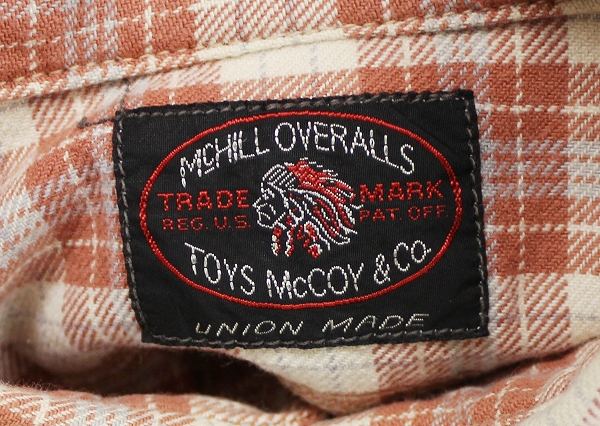 McHILL OVERALLS
TRADE MARK
REG. U.S. PAT. OFF
TOYS McCOY & Co.
UNION MADE